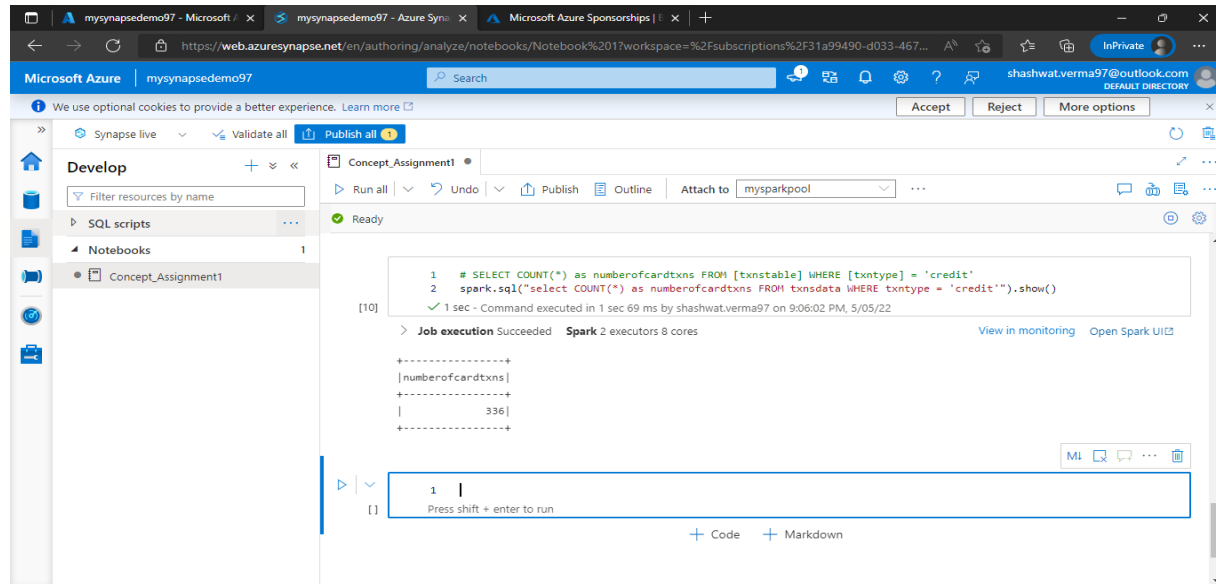 mysynapsedemo97 - Microsoft A
mysynapsedemo97 - Azure Syna
Microsoft Azure Sponsorships | B
https://web.azuresynapse.net/en/authoring/analyze/notebooks/Notebook%201?workspace=%2Fsubscriptions%2F31a99490-d033-467...
InPrivate
Microsoft Azure | mysynapsedemo97
Search
shashwat.verma97@outlook.com
DEFAULT DIRECTORY
We use optional cookies to provide a better experience. Learn more
Accept
Reject
More options
Synapse live
Validate all
Publish all 1
Develop
Filter resources by name
SQL scripts
Notebooks 1
Concept_Assignment1
Concept_Assignment1
Run all
Undo
Publish
Outline
Attach to mysparkpool
Ready
1 # SELECT COUNT(*) as numberofcardtxns FROM [txnstable] WHERE [txntype] = 'credit'
2 spark.sql("select COUNT(*) as numberofcardtxns FROM txnsdata WHERE txntype = 'credit'").show()
[10] 1 sec - Command executed in 1 sec 69 ms by shashwat.verma97 on 9:06:02 PM, 5/05/22
> Job execution Succeeded Spark 2 executors 8 cores
View in monitoring Open Spark UI
+----------------+
|numberofcardtxns|
+----------------+
| 336|
+----------------+
M↓
1
[ ] Press shift + enter to run
+ Code + Markdown